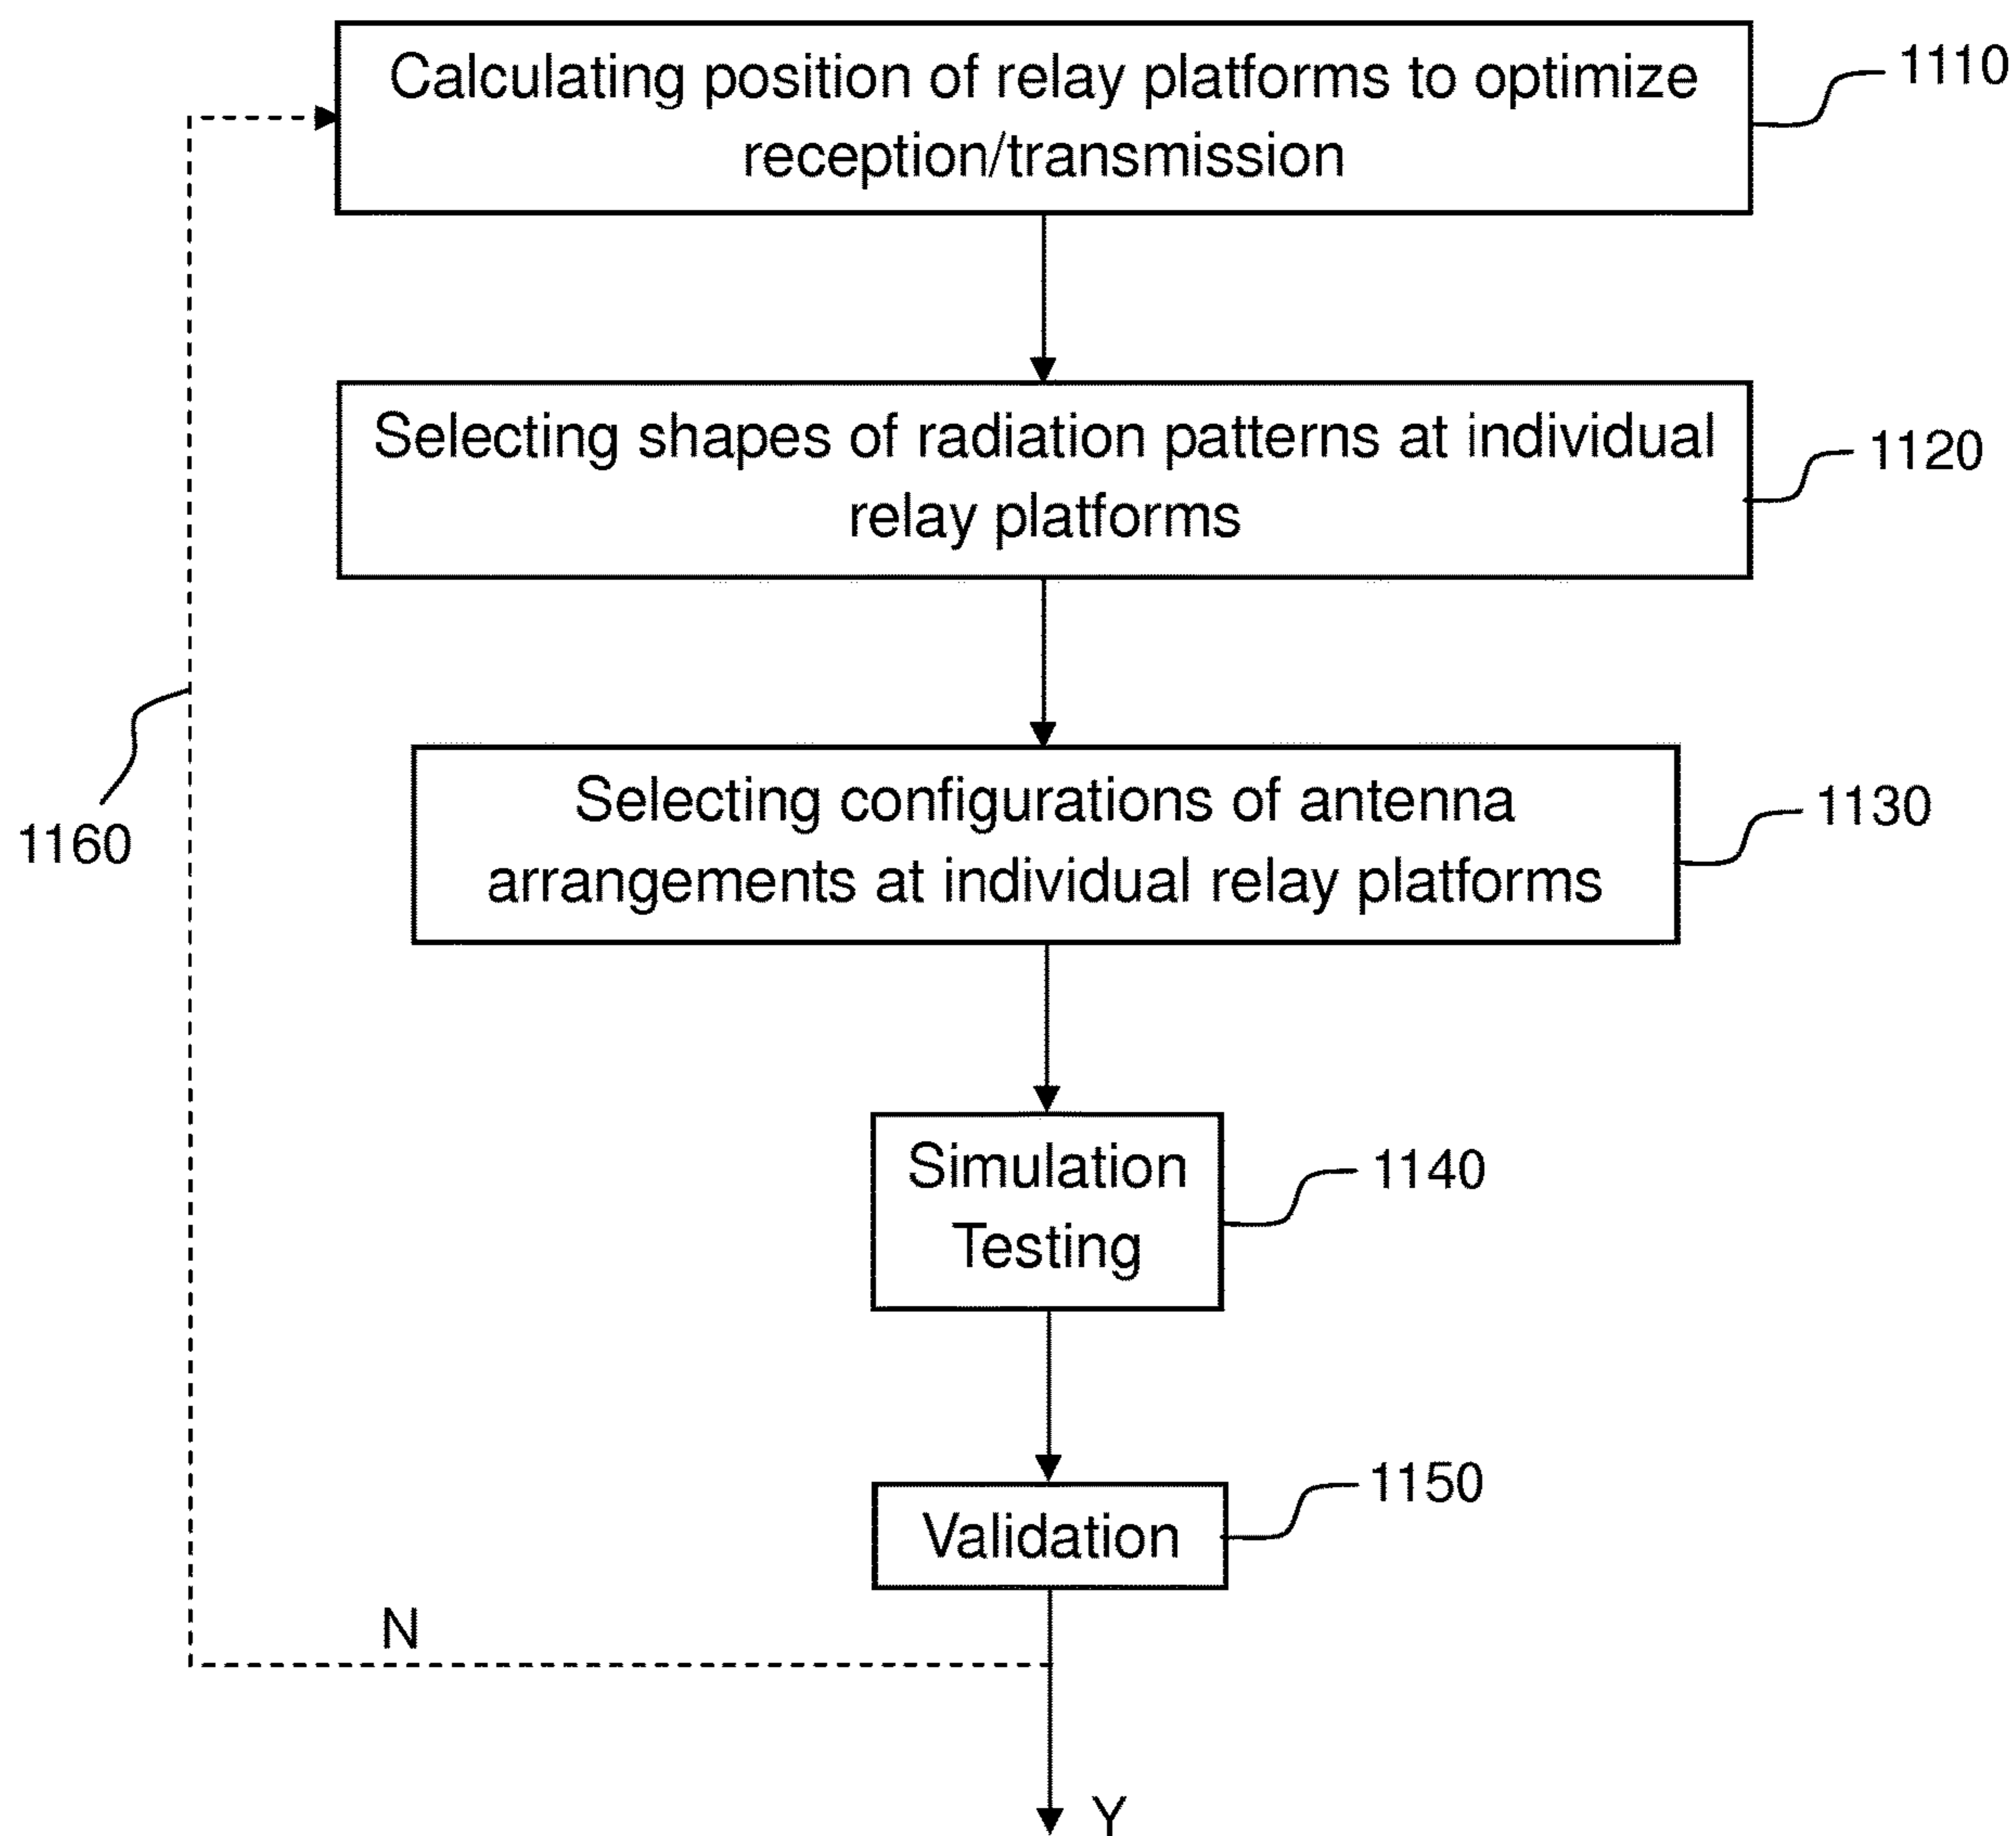 Calculating position of relay platforms to optimize
reception/transmission
1110
Selecting shapes of radiation patterns at individual
relay platforms
1120
Selecting configurations of antenna
arrangements at individual relay platforms
1130
1160
Simulation
Testing
1140
Validation
1150
N
Y